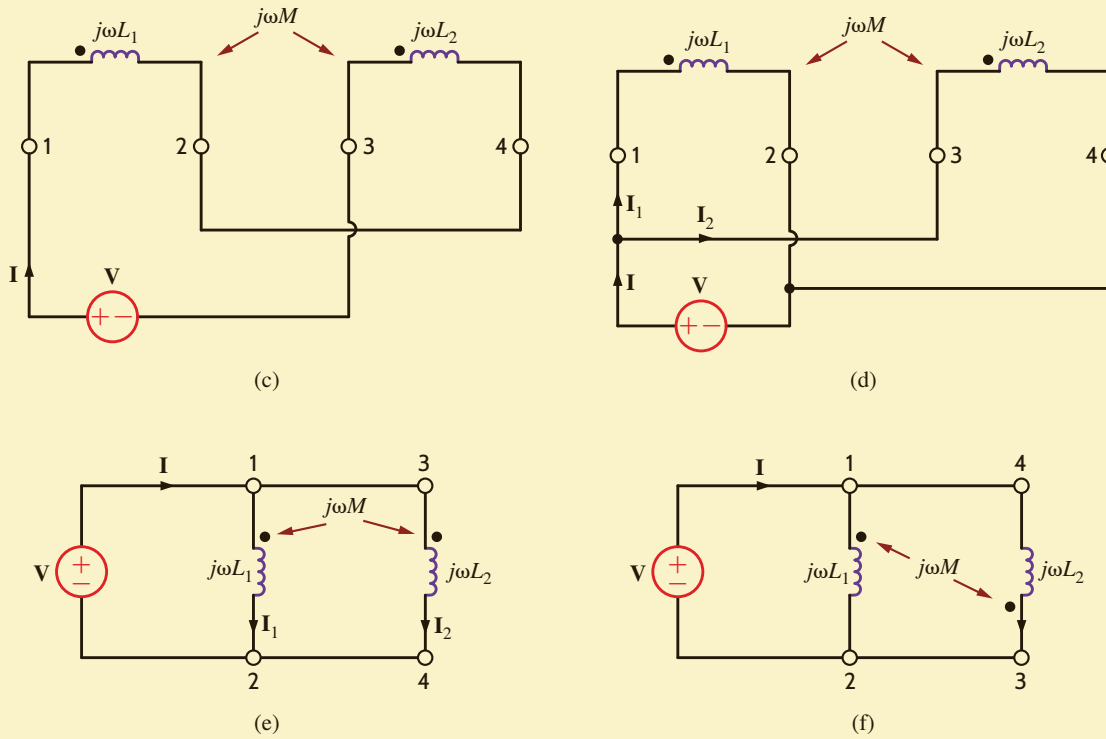 jωL1 jωM jωL2
1 2 3 4
I V
+ −
(c)
jωL1 jωM jωL2
1 2 3 4
I1 I2
I V
+ −
(d)
I 1 3
jωM
V + − jωL1 jωL2
I1 I2
2 4
(e)
I 1 4
V + − jωL1 jωM jωL2
2 3
(f)